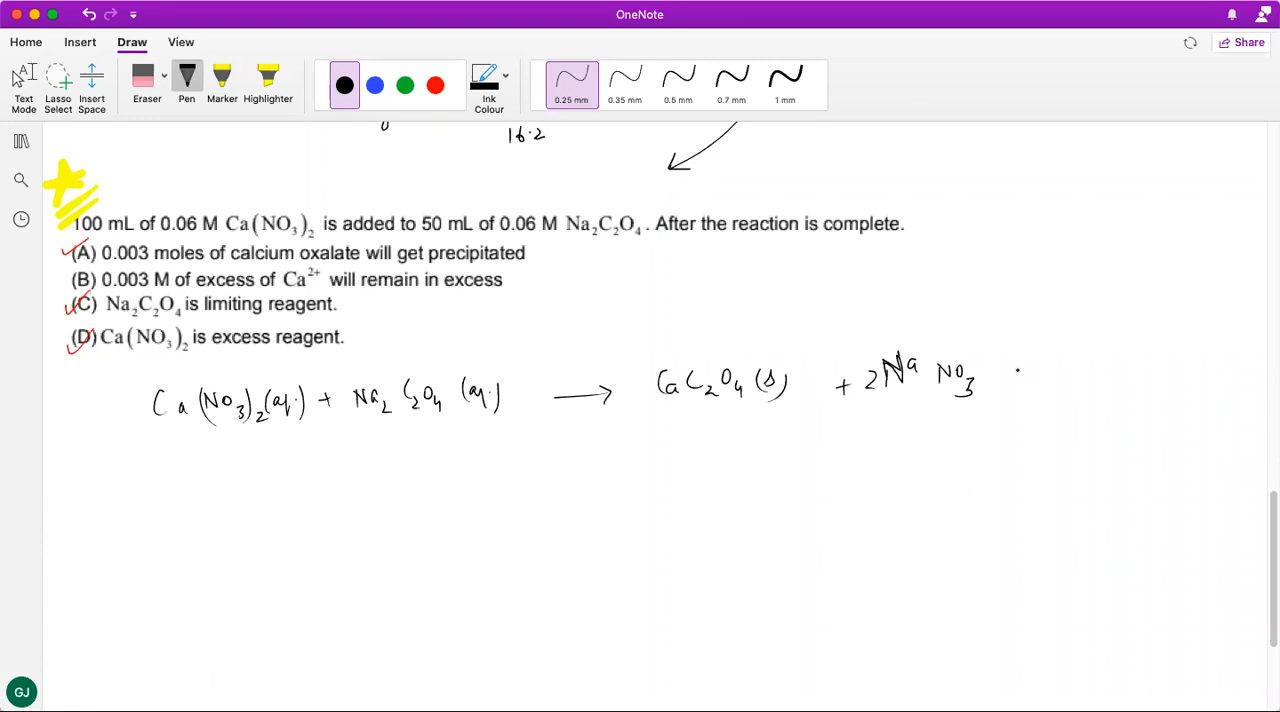 OneNote
Home Insert Draw View
Share
Text Mode
Lasso Select
Insert Space
Eraser
Pen
Marker
Highlighter
Ink Colour
0.25 mm
0.35 mm
0.5 mm
0.7 mm
1 mm
16.2
100 mL of 0.06 M Ca(NO₃)₂ is added to 50 mL of 0.06 M Na₂C₂O₄. After the reaction is complete.
(A) 0.003 moles of calcium oxalate will get precipitated
(B) 0.003 M of excess of Ca²⁺ will remain in excess
(C) Na₂C₂O₄ is limiting reagent.
(D) Ca(NO₃)₂ is excess reagent.
Ca(NO₃)₂(aq.) + Na₂C₂O₄ (aq.) → CaC₂O₄(s) + 2NaNO₃
GJ